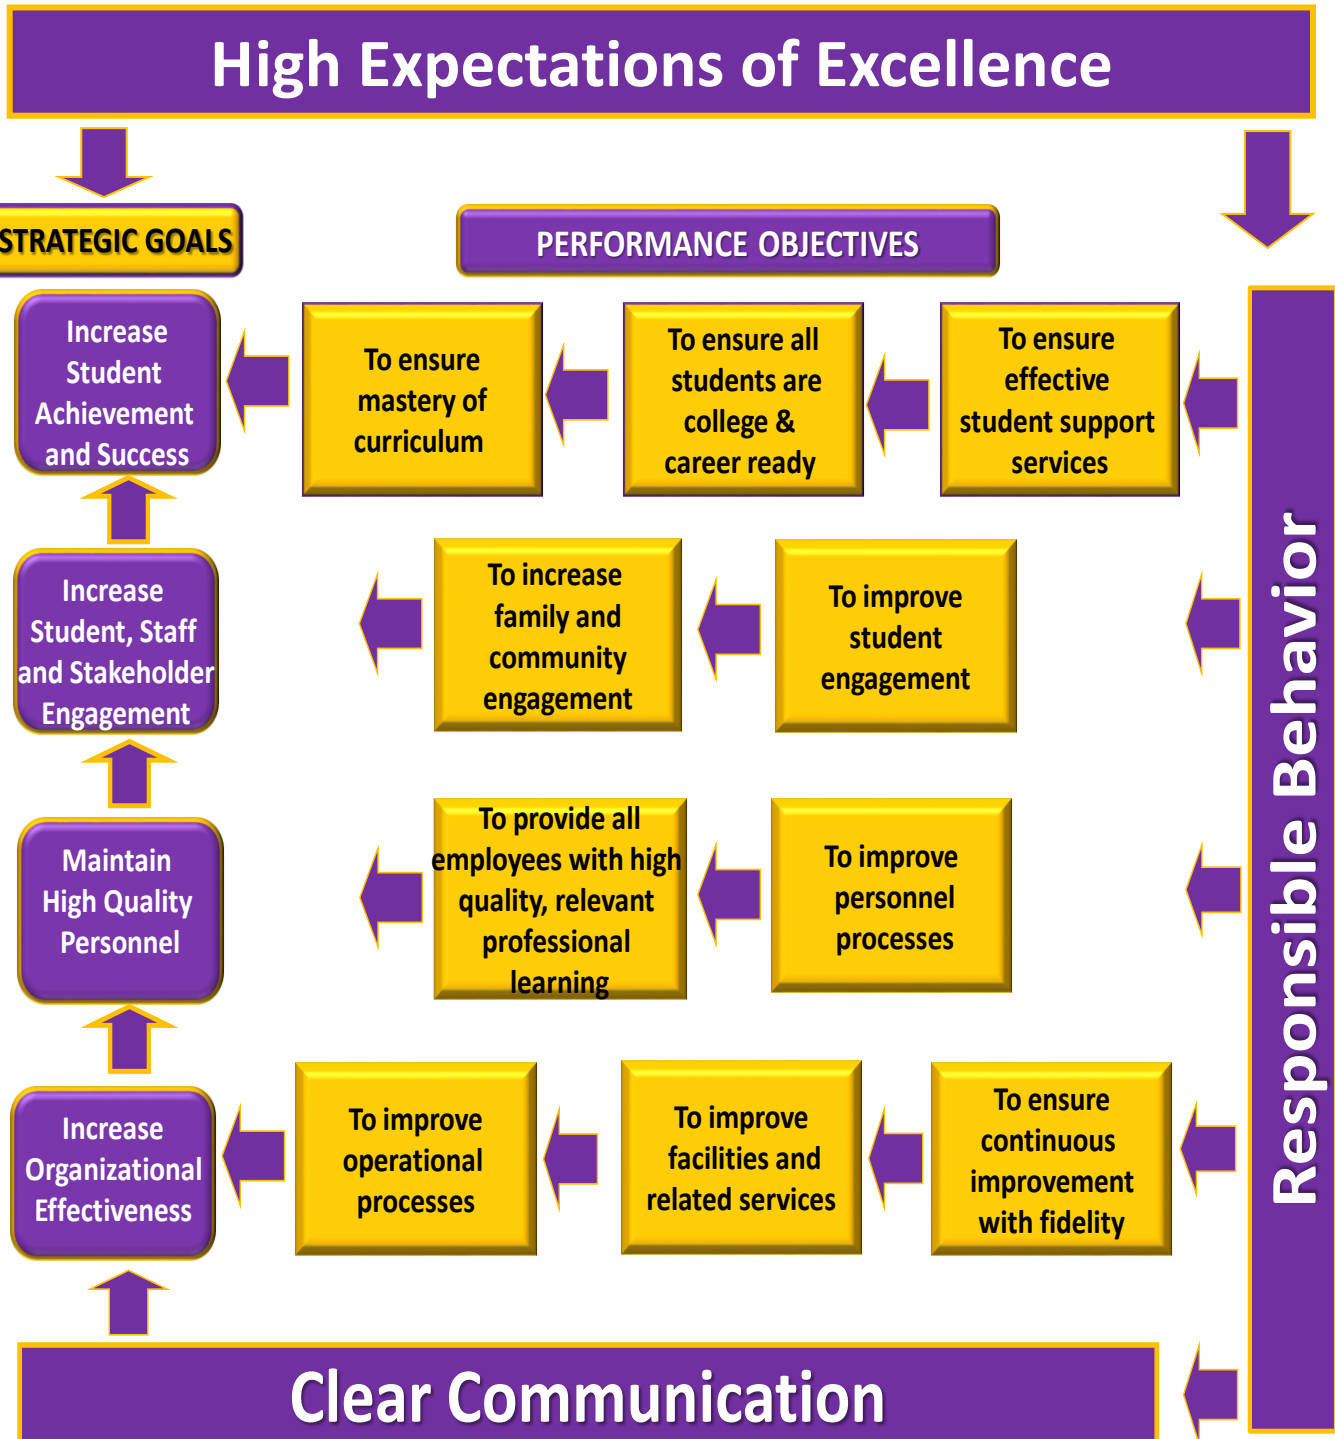 High Expectations of Excellence
STRATEGIC GOALS
PERFORMANCE OBJECTIVES
Increase
Student
Achievement
and Success
To ensure
mastery of
curriculum
To ensure all
students are
college &
career ready
To ensure
effective
student support
services
Increase
Student, Staff
and Stakeholder
Engagement
To increase
family and
community
engagement
To improve
student
engagement
Maintain
High Quality
Personnel
To provide all
employees with high
quality, relevant
professional
learning
To improve
personnel
processes
Increase
Organizational
Effectiveness
To improve
operational
processes
To improve
facilities and
related services
To ensure
continuous
improvement
with fidelity
Responsible Behavior
Clear Communication